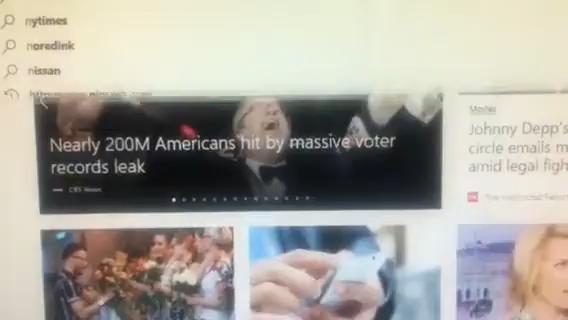 nytimes
noredink
nissan
Nearly 200M Americans hit by massive voter
records leak
CBS News
Movies
Johnny Depp's
circle emails m
amid legal figh